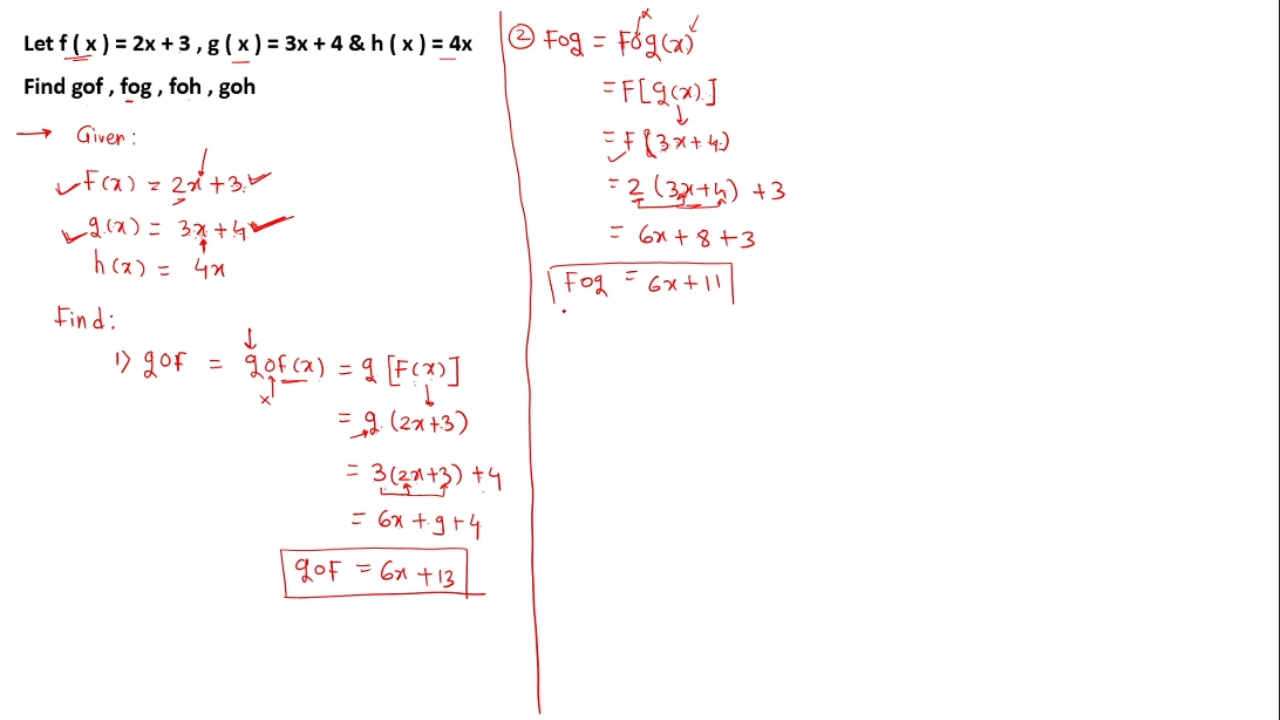 Let f ( x ) = 2x + 3 , g ( x ) = 3x + 4 & h ( x ) = 4x
Find gof , fog , foh , goh
→ Given:
F(x) = 2x + 3
g(x) = 3x + 4
h(x) = 4x
Find:
1) gof = gof(x) = g [F(x)]
x
= g (2x+3)
= 3(2x+3) + 4
= 6x + 9 + 4
gof = 6x + 13
x
② Fog = Fog(x)
= F[g(x)]
= F(3x+4)
= 2 (3x+4) + 3
= 6x + 8 + 3
Fog = 6x + 11